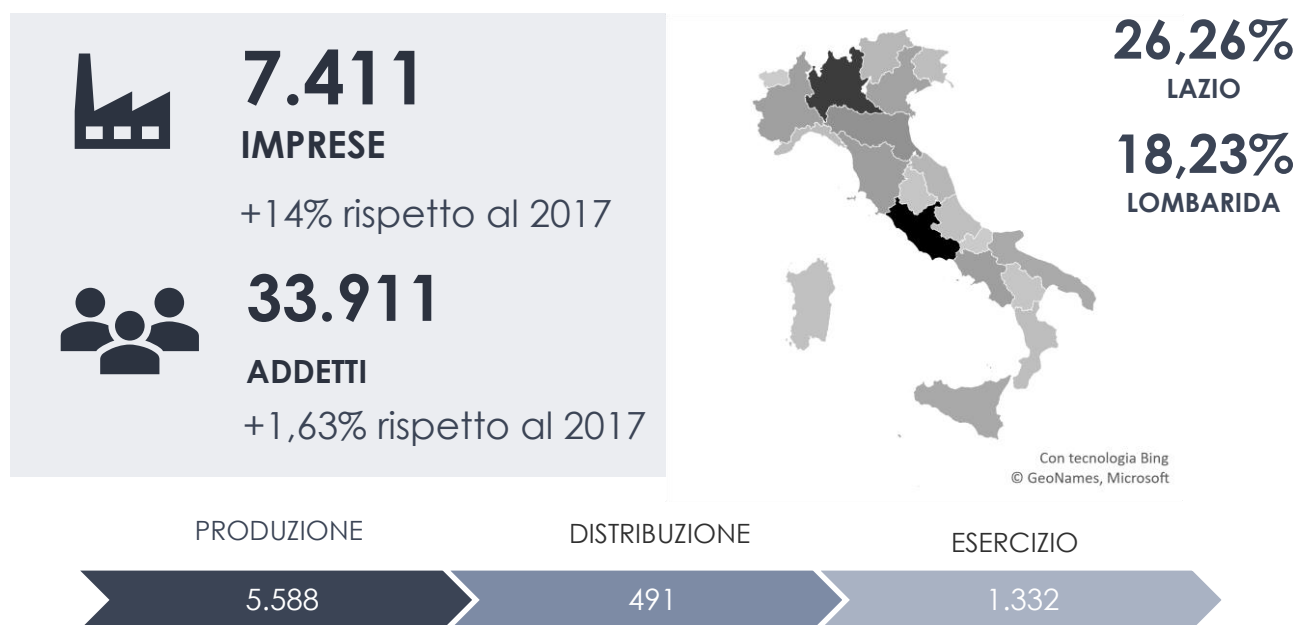 7.411
IMPRESE
+14% rispetto al 2017
33.911
ADDETTI
+1,63% rispetto al 2017
26,26%
LAZIO
18,23%
LOMBARIDA
Con tecnologia Bing
© GeoNames, Microsoft
PRODUZIONE
DISTRIBUZIONE
ESERCIZIO
5.588
491
1.332